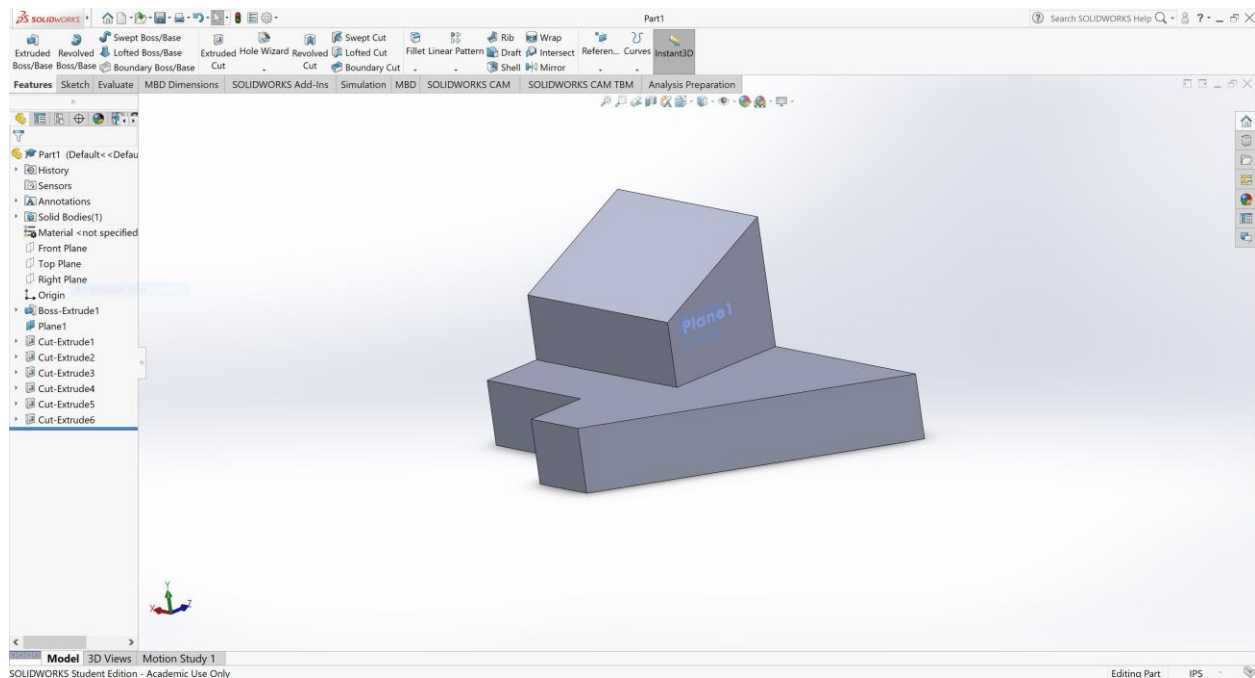 SOLIDWORKS
Part1
Search SOLIDWORKS Help
Extruded Boss/Base
Revolved Boss/Base
Swept Boss/Base
Lofted Boss/Base
Boundary Boss/Base
Extruded Cut
Hole Wizard
Revolved Cut
Swept Cut
Lofted Cut
Boundary Cut
Fillet
Linear Pattern
Rib
Draft
Shell
Wrap
Intersect
Mirror
Referen...
Curves
Instant3D
Features Sketch Evaluate MBD Dimensions SOLIDWORKS Add-Ins Simulation MBD SOLIDWORKS CAM SOLIDWORKS CAM TBM Analysis Preparation
Part1 (Default<<Defau
History
Sensors
Annotations
Solid Bodies(1)
Material <not specified
Front Plane
Top Plane
Right Plane
Origin
Boss-Extrude1
Plane1
Cut-Extrude1
Cut-Extrude2
Cut-Extrude3
Cut-Extrude4
Cut-Extrude5
Cut-Extrude6
Plane1
Y
X
Z
Model 3D Views Motion Study 1
SOLIDWORKS Student Edition - Academic Use Only
Editing Part IPS